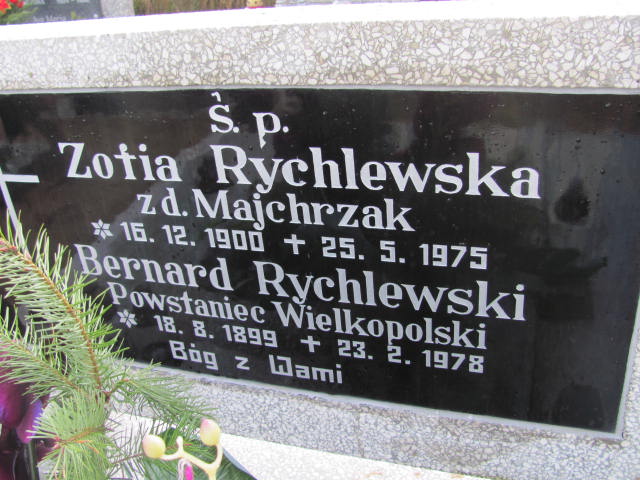 Ś. p.
Zofia Rychlewska
zd. Majchrzak
* 16. 12. 1900 + 25. 5. 1975
Bernard Rychlewski
Powstaniec Wielkopolski
* 18. 8. 1899 + 23. 2. 1978
Bóg z Wami